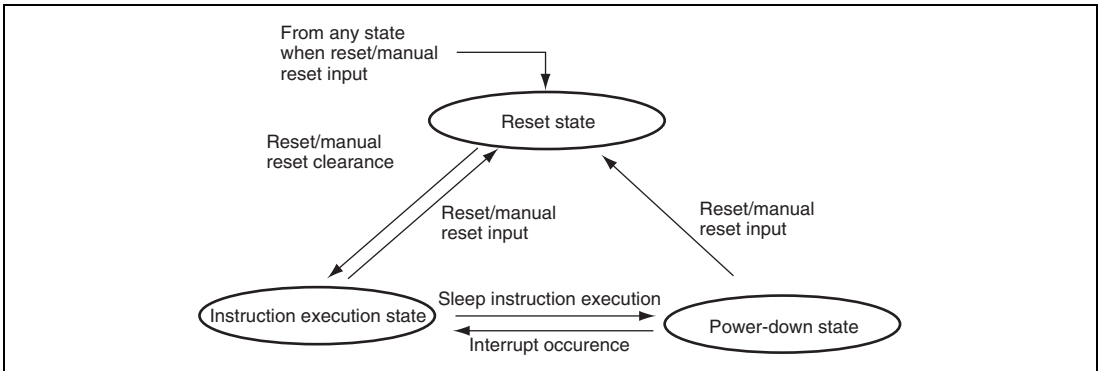 From any state
when reset/manual
reset input
Reset state
Reset/manual
reset clearance
Reset/manual
reset input
Reset/manual
reset input
Sleep instruction execution
Instruction execution state
Power-down state
Interrupt occurence